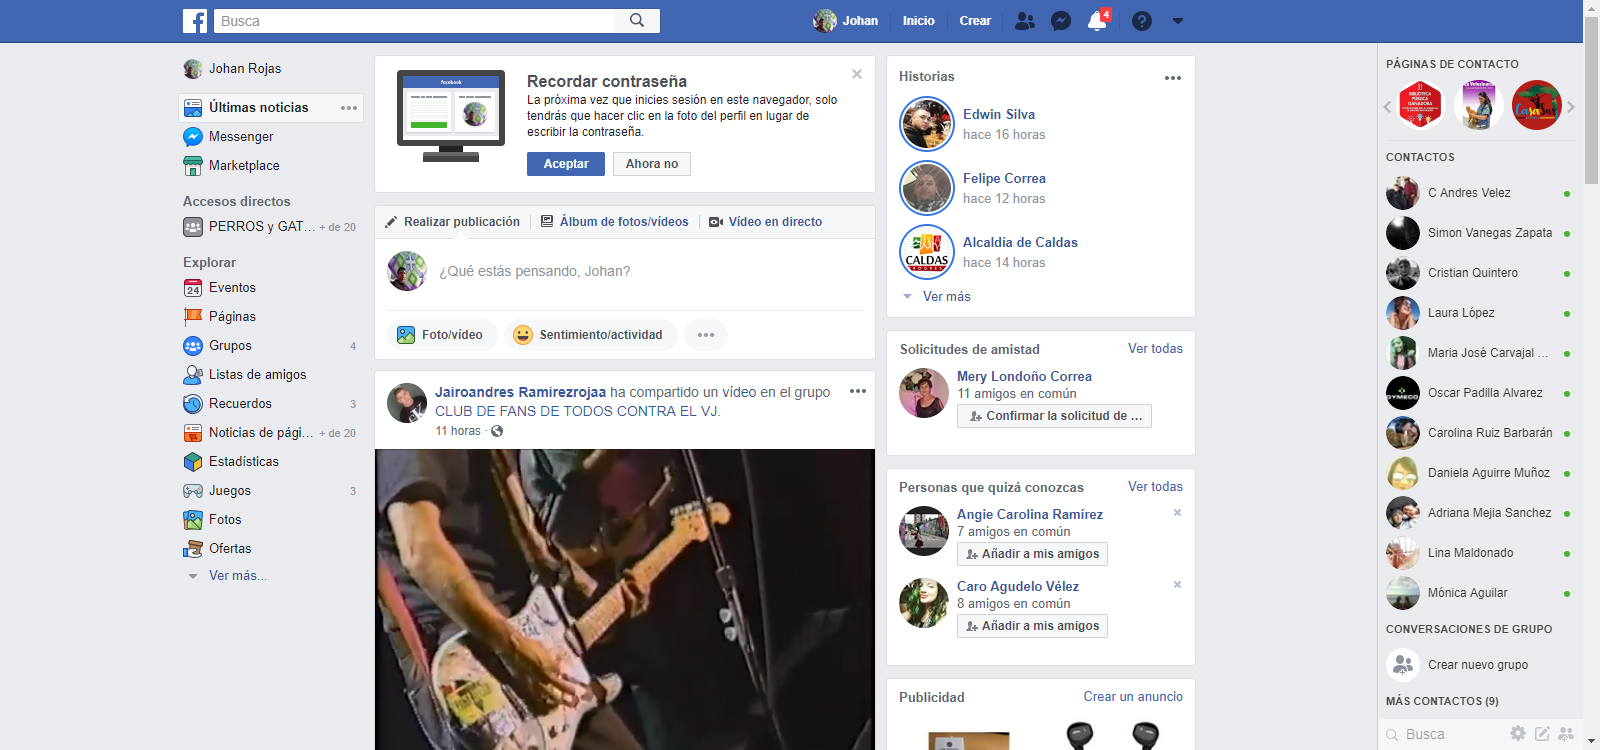 Busca
Johan
Inicio
Crear
4
Johan Rojas
Últimas noticias
Messenger
Marketplace
Accesos directos
PERROS y GAT... + de 20
Explorar
24
Eventos
Páginas
Grupos 4
Listas de amigos
Recuerdos 3
Noticias de pági... + de 20
Estadísticas
Juegos 3
Fotos
Ofertas
Ver más...
facebook
Recordar contraseña
La próxima vez que inicies sesión en este navegador, solo
tendrás que hacer clic en la foto del perfil en lugar de
escribir la contraseña.
Aceptar
Ahora no
Realizar publicación
Álbum de fotos/vídeos
Vídeo en directo
¿Qué estás pensando, Johan?
Foto/vídeo
Sentimiento/actividad
Jairoandres Ramirezrojaa ha compartido un vídeo en el grupo
CLUB DE FANS DE TODOS CONTRA EL VJ.
11 horas ·
Historias
Edwin Silva
hace 16 horas
Felipe Correa
hace 12 horas
CALDAS
PROGRESA
Alcaldía de Caldas
hace 14 horas
Ver más
Solicitudes de amistad
Ver todas
Mery Londoño Correa
11 amigos en común
Confirmar la solicitud de ...
Personas que quizá conozcas
Ver todas
Angie Carolina Ramírez
7 amigos en común
Añadir a mis amigos
Caro Agudelo Vélez
8 amigos en común
Añadir a mis amigos
Publicidad
Crear un anuncio
PÁGINAS DE CONTACTO
BIBLIOTECA
PÚBLICA
GANADORA
CasaSur
CONTACTOS
C Andres Velez
Simon Vanegas Zapata
Cristian Quintero
Laura López
Maria José Carvajal ...
GYMECO
Oscar Padilla Alvarez
Carolina Ruiz Barbarán
Daniela Aguirre Muñoz
Adriana Mejia Sanchez
Lina Maldonado
Mónica Aguilar
CONVERSACIONES DE GRUPO
Crear nuevo grupo
MÁS CONTACTOS (9)
Busca